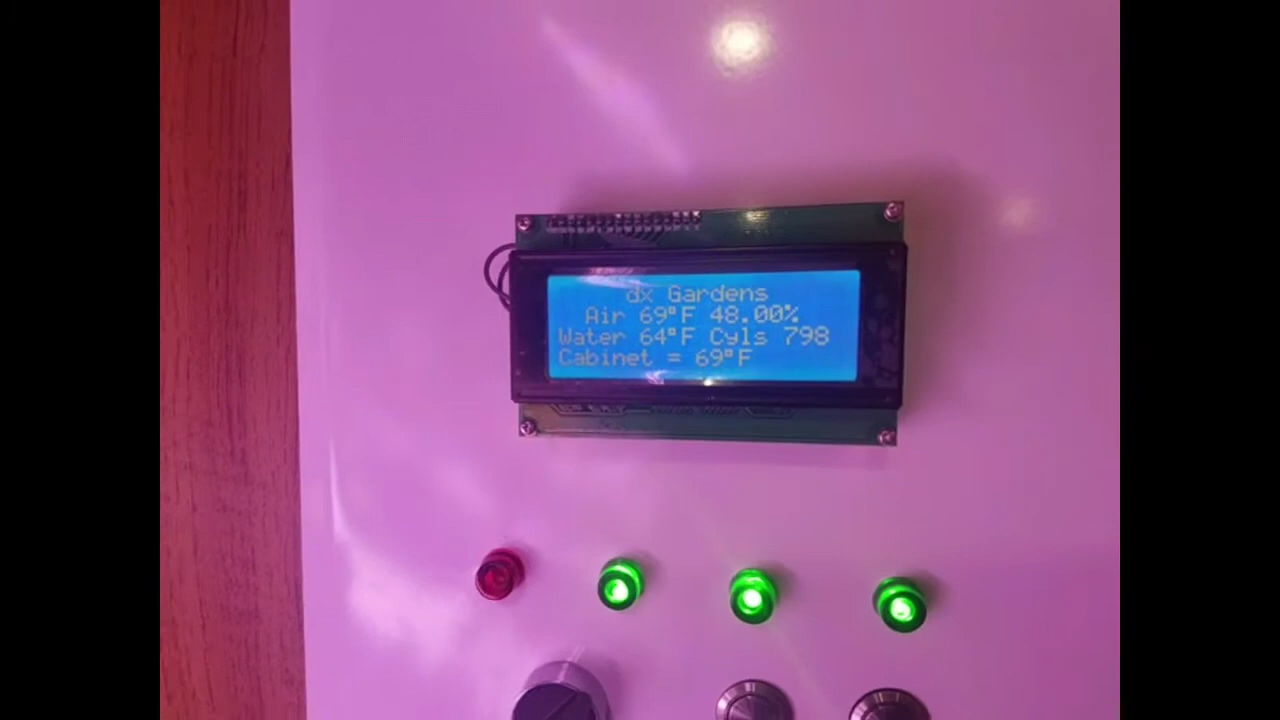 dx Gardens
Air 69°F 48.00%
Water 64°F Cyls 798
Cabinet = 69°F